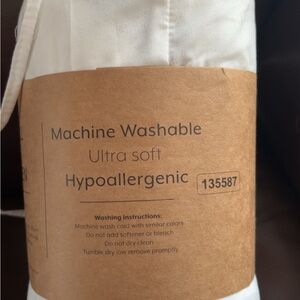 Machine Washable
Ultra soft
Hypoallergenic
135587
Washing instructions:
Machine wash cold with similar colors
Do not add softener or bleach
Do not dry clean
Tumble dry low remove promptly